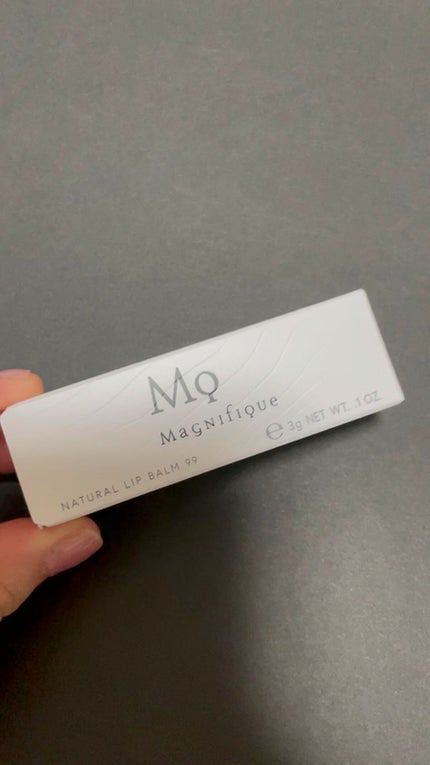 MQ
MagNifiQUe
NATURAL LIP BALM 99
℮ 3g NET WT. .1 OZ